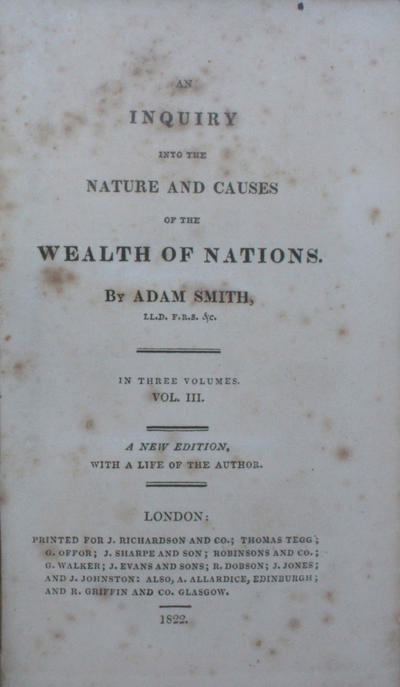 AN
INQUIRY
INTO THE
NATURE AND CAUSES
OF THE
WEALTH OF NATIONS.
By ADAM SMITH,
LL.D. F.R.S. &c.
IN THREE VOLUMES.
VOL. III.
A NEW EDITION,
WITH A LIFE OF THE AUTHOR.
LONDON:
PRINTED FOR J. RICHARDSON AND CO.; THOMAS TEGG;
G. OFFOR; J. SHARPE AND SON; ROBINSONS AND CO.;
G. WALKER; J. EVANS AND SONS; R. DOBSON; J. JONES;
AND J. JOHNSTON: ALSO, A. ALLARDICE, EDINBURGH;
AND R. GRIFFIN AND CO. GLASGOW.
1822.